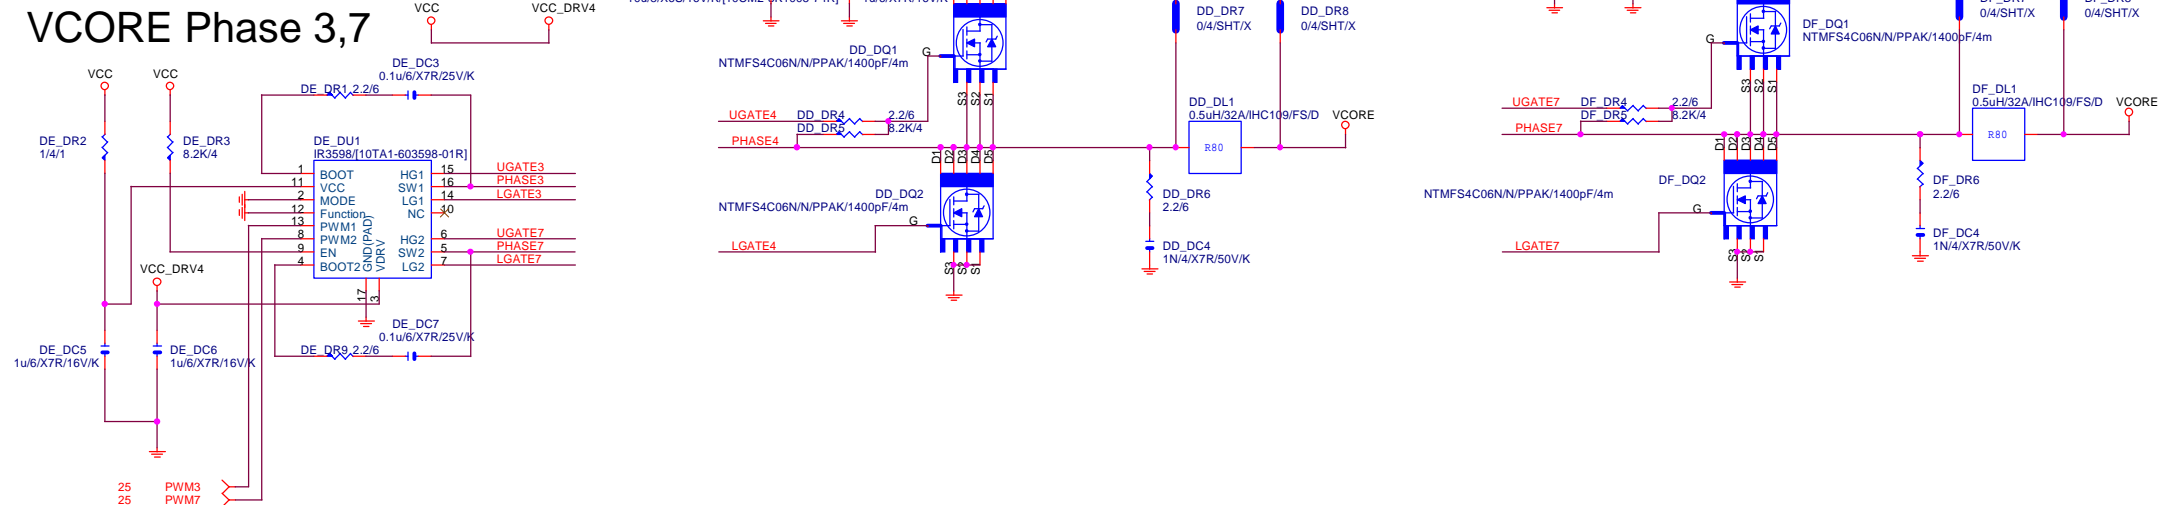 VCORE Phase 3,7
VCC
VCC_DRV4
VCC
VCC
DE_DC3
0.1u/6/X7R/25V/K
DE_DR1 2.2/6
DE_DR2
1/4/1
DE_DR3
8.2K/4
DE_DU1
IR3598/[10TA1-603598-01R]
1 BOOT HG1 15 UGATE3
11 VCC SW1 16 PHASE3
2 MODE LG1 14 LGATE3
12 Function NC 10
13 PWM1
8 PWM2 HG2 6 UGATE7
9 EN SW2 5 PHASE7
4 BOOT2 LG2 7 LGATE7
GND(PAD)
VDRV
17
3
VCC_DRV4
DE_DC7
0.1u/6/X7R/25V/K
DE_DR9 2.2/6
DE_DC5
1u/6/X7R/16V/K
DE_DC6
1u/6/X7R/16V/K
25 PWM3
25 PWM7
DD_DR7
0/4/SHT/X
DD_DR8
0/4/SHT/X
DD_DQ1
NTMFS4C06N/N/PPAK/1400pF/4m
G
S3
S2
S1
UGATE4
DD_DR4 2.2/6
DD_DR5 8.2K/4
PHASE4
D1
D2
D3
D4
D5
DD_DL1
0.5uH/32A/IHC109/FS/D
R80
VCORE
DD_DQ2
NTMFS4C06N/N/PPAK/1400pF/4m
G
LGATE4
S3
S2
S1
DD_DR6
2.2/6
DD_DC4
1N/4/X7R/50V/K
0/4/SHT/X
0/4/SHT/X
DF_DQ1
NTMFS4C06N/N/PPAK/1400pF/4m
G
S3
S2
S1
UGATE7
DF_DR4 2.2/6
DF_DR5 8.2K/4
PHASE7
D1
D2
D3
D4
D5
DF_DL1
0.5uH/32A/IHC109/FS/D
R80
VCORE
DF_DQ2
NTMFS4C06N/N/PPAK/1400pF/4m
G
LGATE7
S3
S2
S1
DF_DR6
2.2/6
DF_DC4
1N/4/X7R/50V/K